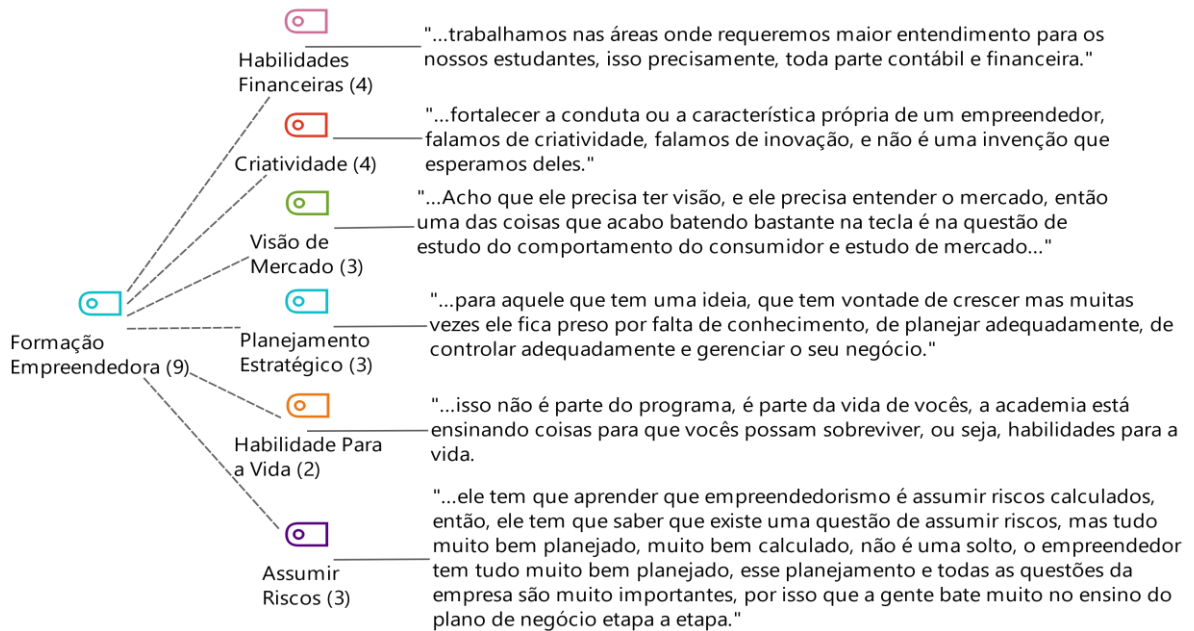 "...trabalhamos nas áreas onde requeremos maior entendimento para os
nossos estudantes, isso precisamente, toda parte contábil e financeira."
Habilidades
Financeiras (4)
"...fortalecer a conduta ou a característica própria de um empreendedor,
falamos de criatividade, falamos de inovação, e não é uma invenção que
esperamos deles."
Criatividade (4)
"...Acho que ele precisa ter visão, e ele precisa entender o mercado, então
uma das coisas que acabo batendo bastante na tecla é na questão de
estudo do comportamento do consumidor e estudo de mercado..."
Visão de
Mercado (3)
"...para aquele que tem uma ideia, que tem vontade de crescer mas muitas
vezes ele fica preso por falta de conhecimento, de planejar adequadamente, de
controlar adequadamente e gerenciar o seu negócio."
Planejamento
Estratégico (3)
Formação
Empreendedora (9)
"...isso não é parte do programa, é parte da vida de vocês, a academia está
ensinando coisas para que vocês possam sobreviver, ou seja, habilidades para a
vida.
Habilidade Para
a Vida (2)
"...ele tem que aprender que empreendedorismo é assumir riscos calculados,
então, ele tem que saber que existe uma questão de assumir riscos, mas tudo
muito bem planejado, muito bem calculado, não é uma solto, o empreendedor
tem tudo muito bem planejado, esse planejamento e todas as questões da
empresa são muito importantes, por isso que a gente bate muito no ensino do
plano de negócio etapa a etapa."
Assumir
Riscos (3)